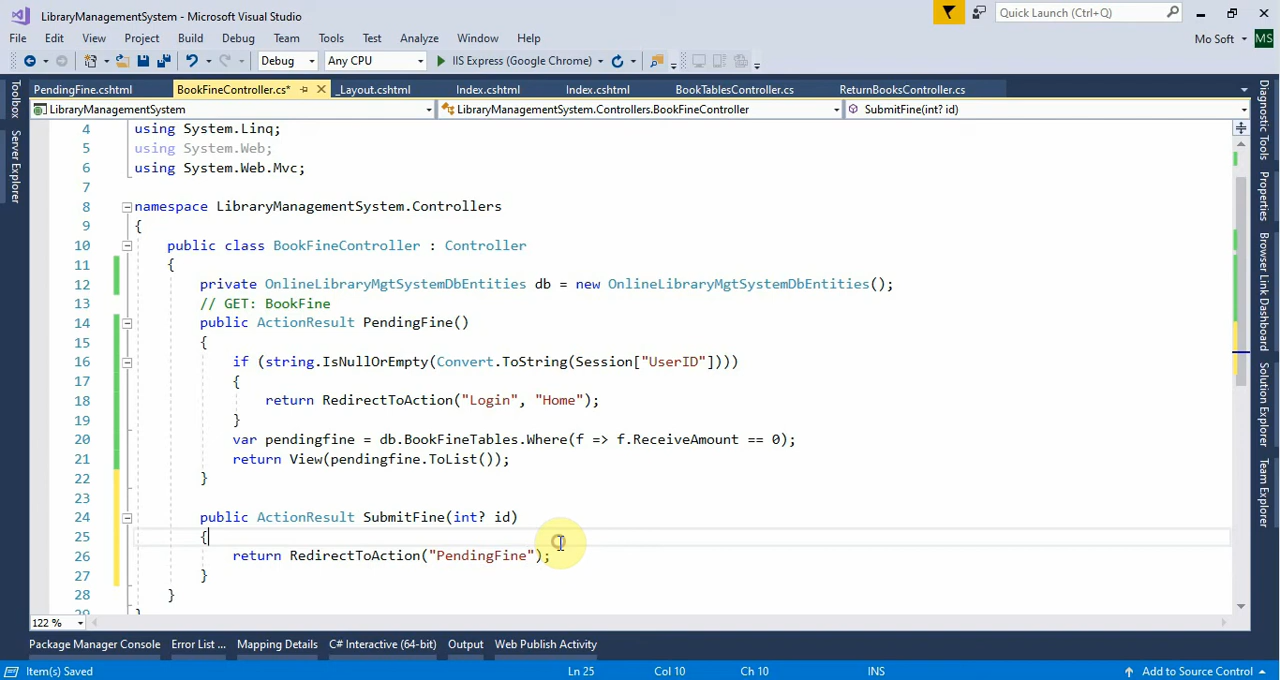 LibraryManagementSystem - Microsoft Visual Studio
Quick Launch (Ctrl+Q)
File Edit View Project Build Debug Team Tools Test Analyze Window Help
Mo Soft MS
Debug Any CPU IIS Express (Google Chrome)
PendingFine.cshtml BookFineController.cs* _Layout.cshtml Index.cshtml Index.cshtml BookTablesController.cs ReturnBooksController.cs
LibraryManagementSystem LibraryManagementSystem.Controllers.BookFineController SubmitFine(int? id)
4 using System.Linq;
5 using System.Web;
6 using System.Web.Mvc;
7
8 namespace LibraryManagementSystem.Controllers
9 {
10 public class BookFineController : Controller
11 {
12 private OnlineLibraryMgtSystemDbEntities db = new OnlineLibraryMgtSystemDbEntities();
13 // GET: BookFine
14 public ActionResult PendingFine()
15 {
16 if (string.IsNullOrEmpty(Convert.ToString(Session["UserID"])))
17 {
18 return RedirectToAction("Login", "Home");
19 }
20 var pendingfine = db.BookFineTables.Where(f => f.ReceiveAmount == 0);
21 return View(pendingfine.ToList());
22 }
23
24 public ActionResult SubmitFine(int? id)
25 {
26 return RedirectToAction("PendingFine");
27 }
28 }
29 }
122 %
Toolbox
Server Explorer
Diagnostic Tools
Properties
Browser Link Dashboard
Solution Explorer
Team Explorer
Package Manager Console Error List ... Mapping Details C# Interactive (64-bit) Output Web Publish Activity
Item(s) Saved Ln 25 Col 10 Ch 10 INS Add to Source Control